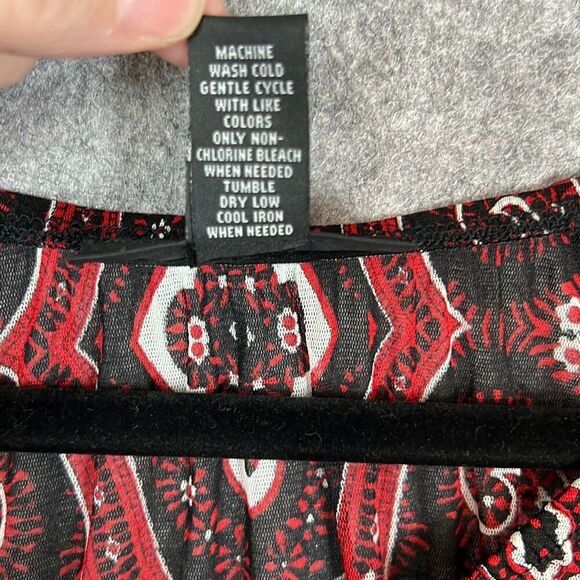 MACHINE
WASH COLD
GENTLE CYCLE
WITH LIKE
COLORS
ONLY NON-
CHLORINE BLEACH
WHEN NEEDED
TUMBLE
DRY LOW
COOL IRON
WHEN NEEDED